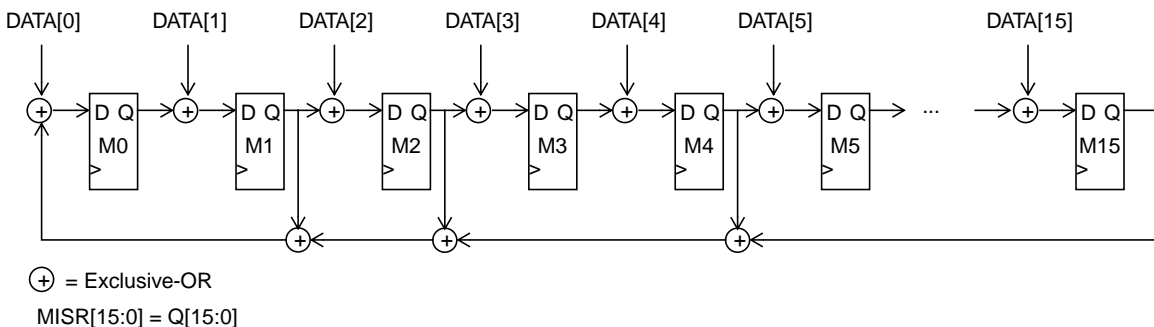 DATA[0] DATA[1] DATA[2] DATA[3] DATA[4] DATA[5] DATA[15]
+ + + + + + +
D Q D Q D Q D Q D Q D Q ... D Q
M0 M1 M2 M3 M4 M5 M15
> > > > > > >
+ + +
+ = Exclusive-OR
MISR[15:0] = Q[15:0]